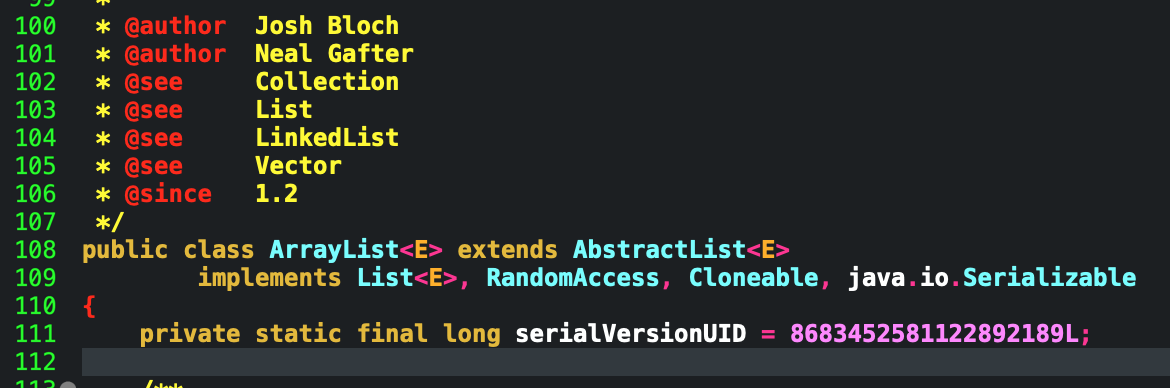 99 *
100 * @author  Josh Bloch
101 * @author  Neal Gafter
102 * @see     Collection
103 * @see     List
104 * @see     LinkedList
105 * @see     Vector
106 * @since   1.2
107 */
108 public class ArrayList<E> extends AbstractList<E>
109         implements List<E>, RandomAccess, Cloneable, java.io.Serializable
110 {
111     private static final long serialVersionUID = 8683452581122892189L;
112
113     /**